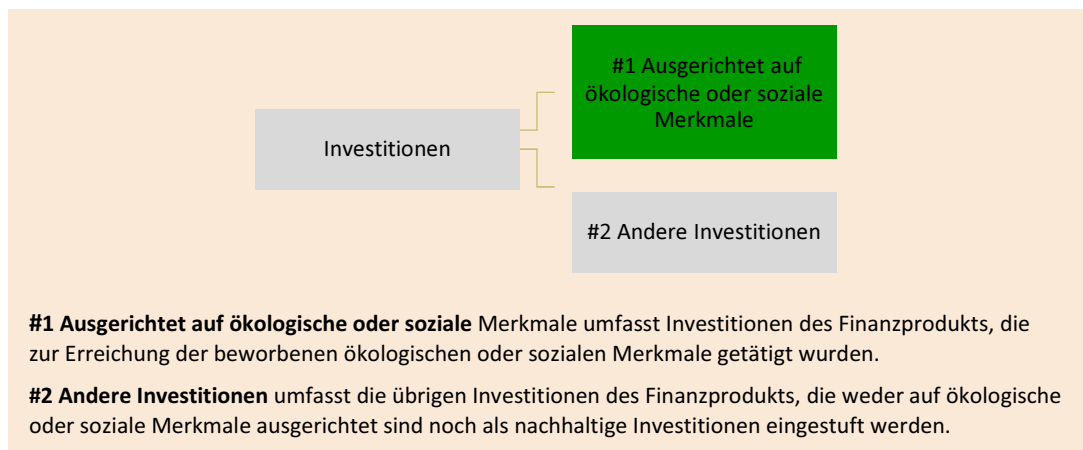 #1 Ausgerichtet auf
ökologische oder soziale
Merkmale
Investitionen
#2 Andere Investitionen
#1 Ausgerichtet auf ökologische oder soziale Merkmale umfasst Investitionen des Finanzprodukts, die
zur Erreichung der beworbenen ökologischen oder sozialen Merkmale getätigt wurden.
#2 Andere Investitionen umfasst die übrigen Investitionen des Finanzprodukts, die weder auf ökologische
oder soziale Merkmale ausgerichtet sind noch als nachhaltige Investitionen eingestuft werden.